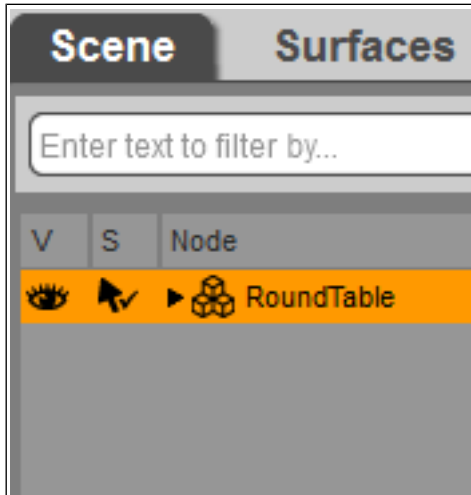 Scene Surfaces
Enter text to filter by...
V S Node
RoundTable